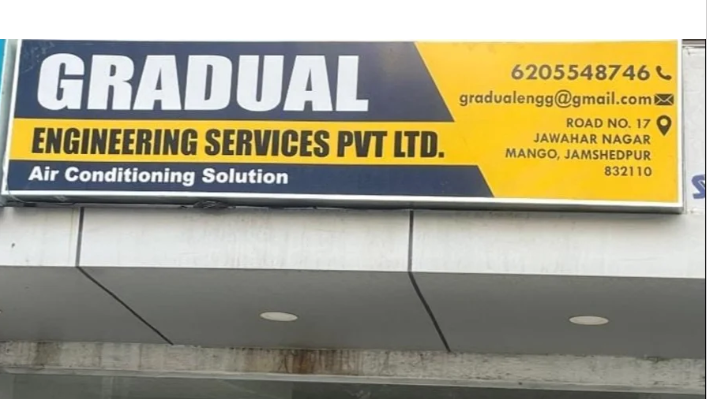 GRADUAL
ENGINEERING SERVICES PVT LTD.
Air Conditioning Solution
6205548746
gradualengg@gmail.com
ROAD NO. 17
JAWAHAR NAGAR
MANGO, JAMSHEDPUR
832110